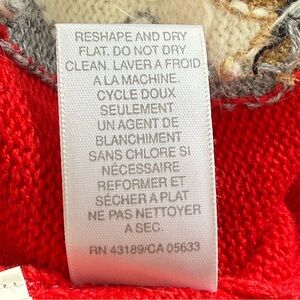 RESHAPE AND DRY
FLAT. DO NOT DRY
CLEAN. LAVER A FROID
A LA MACHINE.
CYCLE DOUX
SEULEMENT
UN AGENT DE
BLANCHIMENT
SANS CHLORE SI
NÉCESSAIRE
REFORMER ET
SÉCHER A PLAT
NE PAS NETTOYER
A SEC.
RN 43189/CA 05633